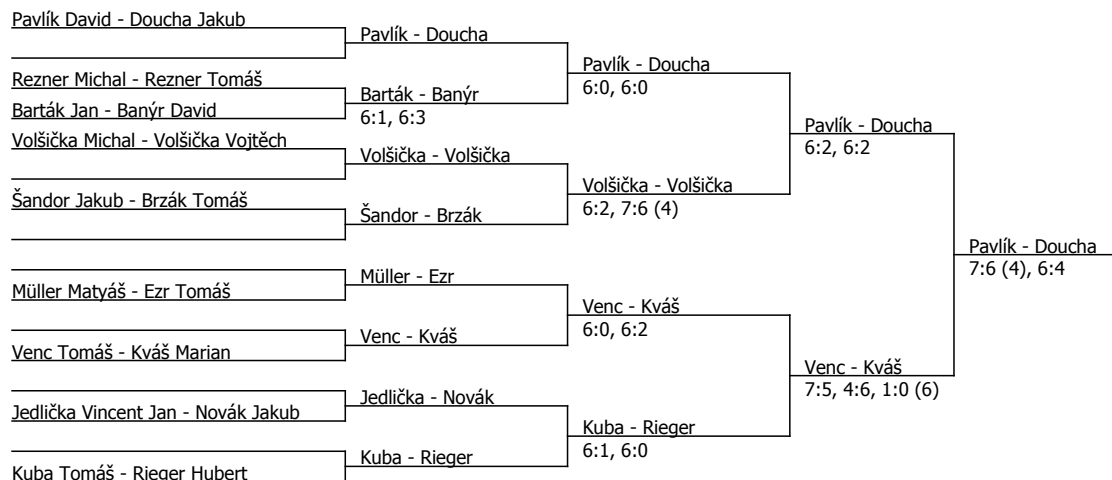 Pavlík David - Doucha Jakub
Rezner Michal - Rezner Tomáš
Barták Jan - Banýr David
Volšička Michal - Volšička Vojtěch
Šandor Jakub - Brzák Tomáš
Müller Matyáš - Ezr Tomáš
Venc Tomáš - Kváš Marian
Jedlička Vincent Jan - Novák Jakub
Kuba Tomáš - Rieger Hubert
Pavlík - Doucha
Barták - Banýr
6:1, 6:3
Volšička - Volšička
Šandor - Brzák
Müller - Ezr
Venc - Kváš
Jedlička - Novák
Kuba - Rieger
Pavlík - Doucha
6:0, 6:0
Volšička - Volšička
6:2, 7:6 (4)
Venc - Kváš
6:0, 6:2
Kuba - Rieger
6:1, 6:0
Pavlík - Doucha
6:2, 6:2
Venc - Kváš
7:5, 4:6, 1:0 (6)
Pavlík - Doucha
7:6 (4), 6:4